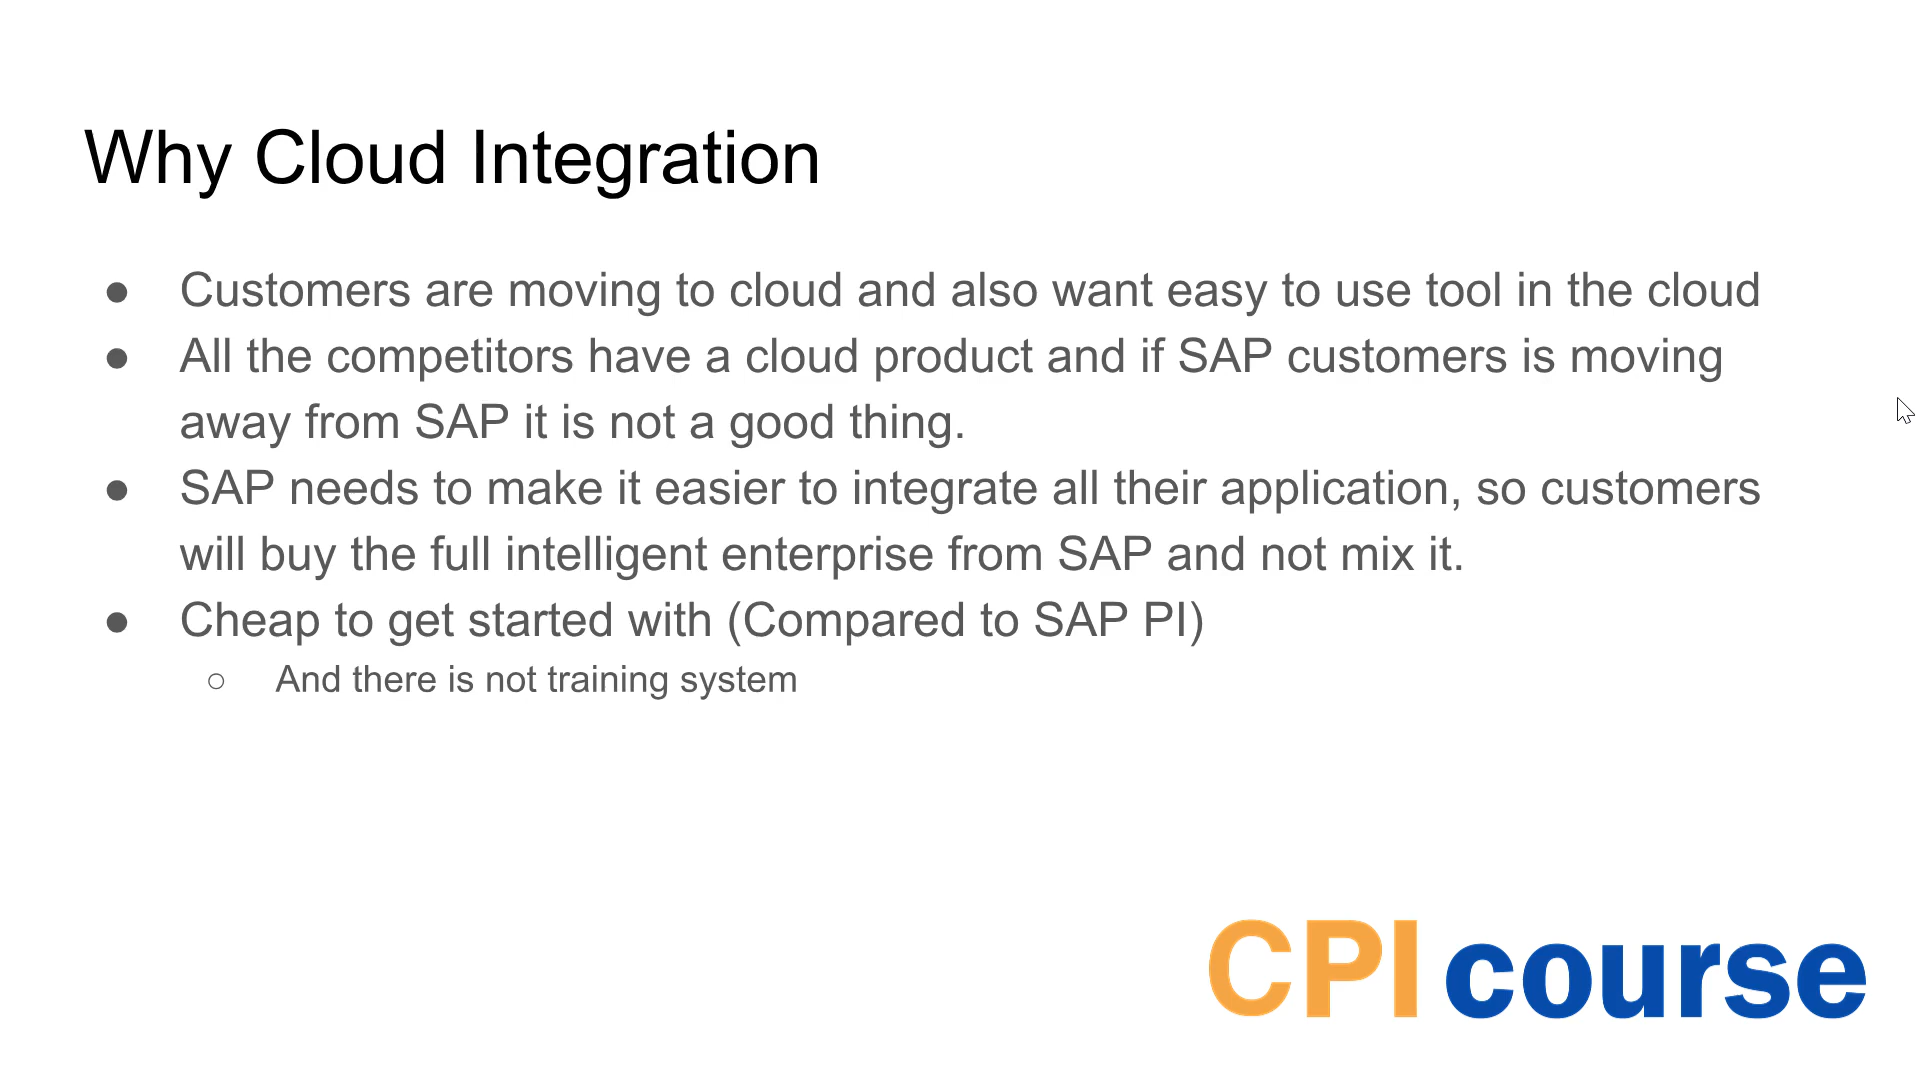 Why Cloud Integration
● Customers are moving to cloud and also want easy to use tool in the cloud
● All the competitors have a cloud product and if SAP customers is moving
away from SAP it is not a good thing.
● SAP needs to make it easier to integrate all their application, so customers
will buy the full intelligent enterprise from SAP and not mix it.
● Cheap to get started with (Compared to SAP PI)
○ And there is not training system
CPI course